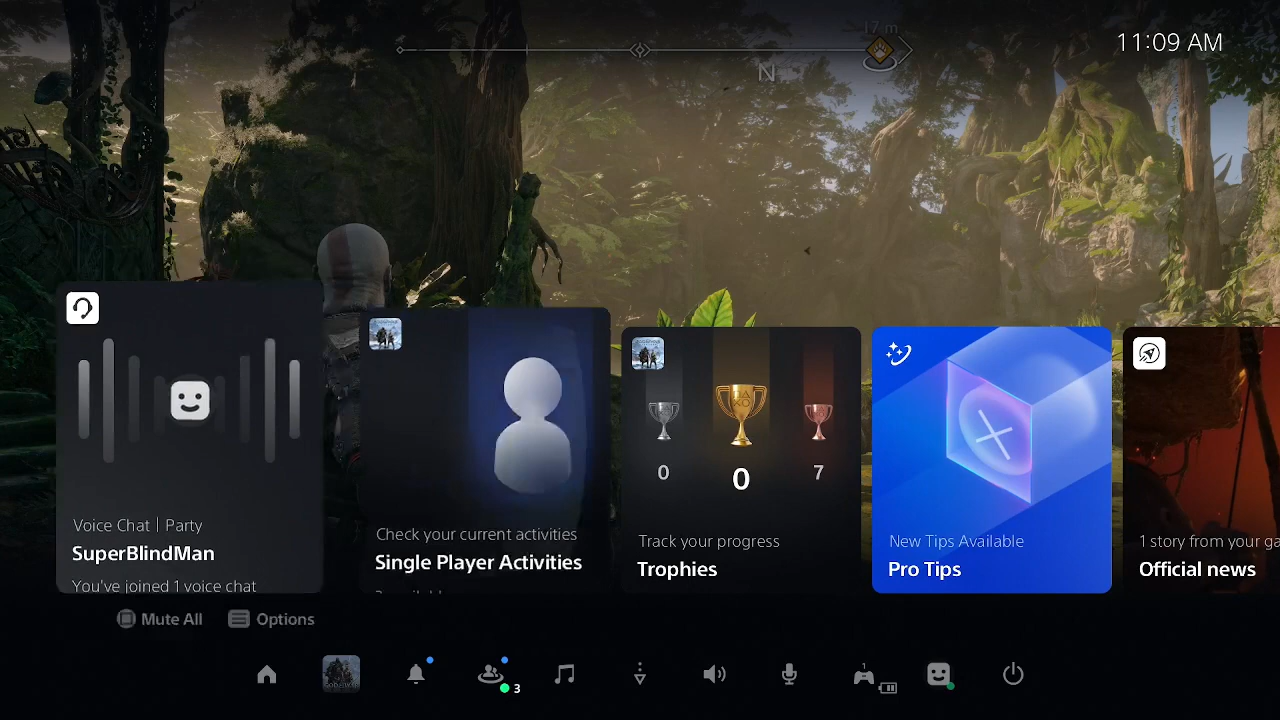 17 m
11:09 AM
N
Voice Chat | Party
SuperBlindMan
You've joined 1 voice chat
Check your current activities
Single Player Activities
0
0
7
Track your progress
Trophies
New Tips Available
Pro Tips
1 story from your ga
Official news
Mute All
Options
3
1